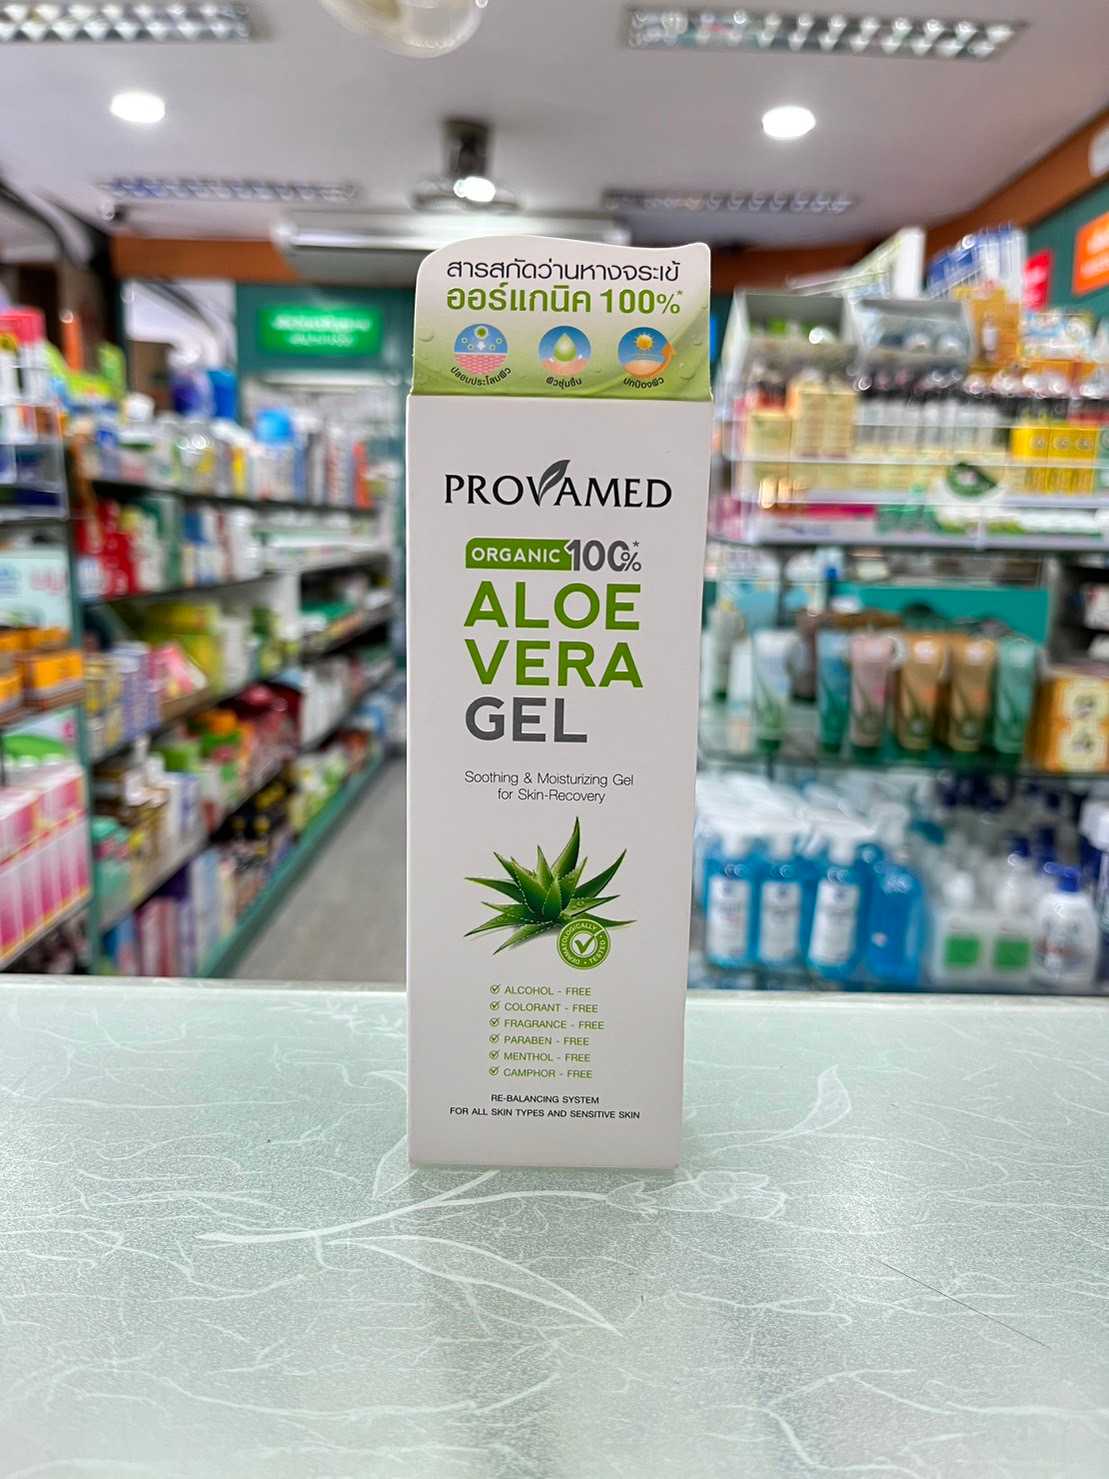 สารสกัดว่านหางจระเข้
ออร์แกนิค 100%*
ปลอบประโลมผิว
ผิวชุ่มชื้น
ปกป้องผิว
PROVAMED
ORGANIC 100%*
ALOE
VERA
GEL
Soothing & Moisturizing Gel
for Skin-Recovery
DERMATOLOGICALLY • TESTED •
ALCOHOL - FREE
COLORANT - FREE
FRAGRANCE - FREE
PARABEN - FREE
MENTHOL - FREE
CAMPHOR - FREE
RE-BALANCING SYSTEM
FOR ALL SKIN TYPES AND SENSITIVE SKIN